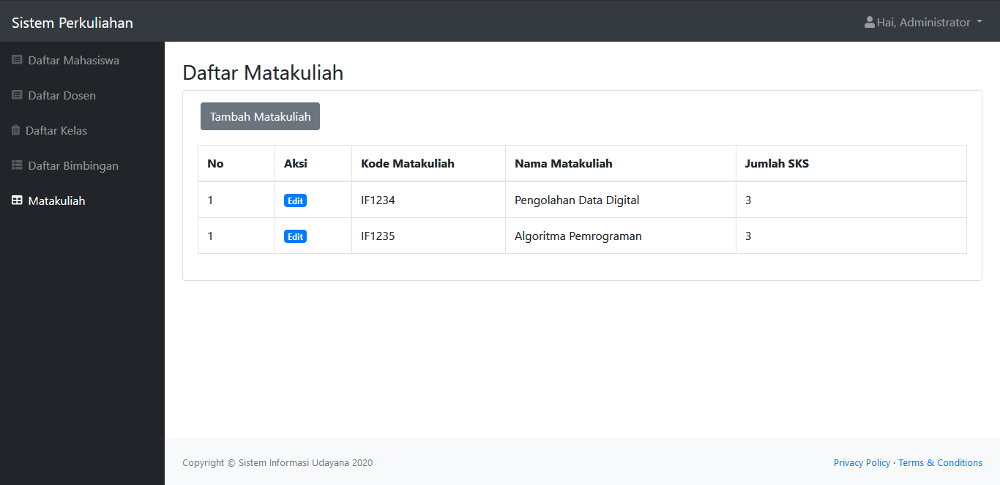 Sistem Perkuliahan
Hai, Administrator
Daftar Mahasiswa
Daftar Dosen
Daftar Kelas
Daftar Bimbingan
Matakuliah
Daftar Matakuliah
Tambah Matakuliah
No Aksi Kode Matakuliah Nama Matakuliah Jumlah SKS
1 Edit IF1234 Pengolahan Data Digital 3
1 Edit IF1235 Algoritma Pemrograman 3
Copyright © Sistem Informasi Udayana 2020
Privacy Policy · Terms & Conditions